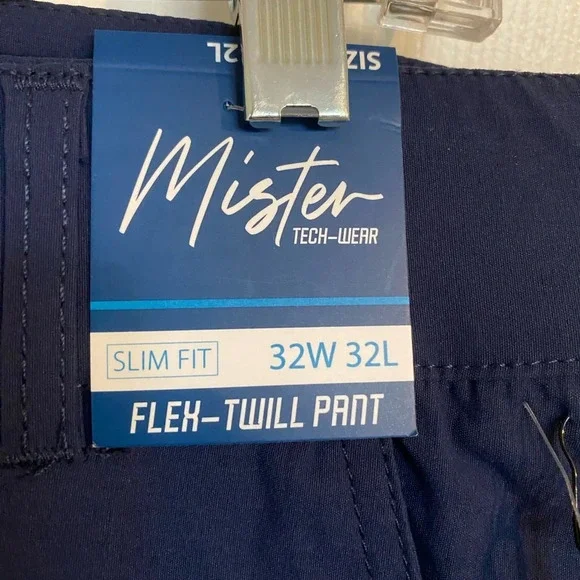 Mister
TECH-WEAR
SLIM FIT 32W 32L
FLEX-TWILL PANT